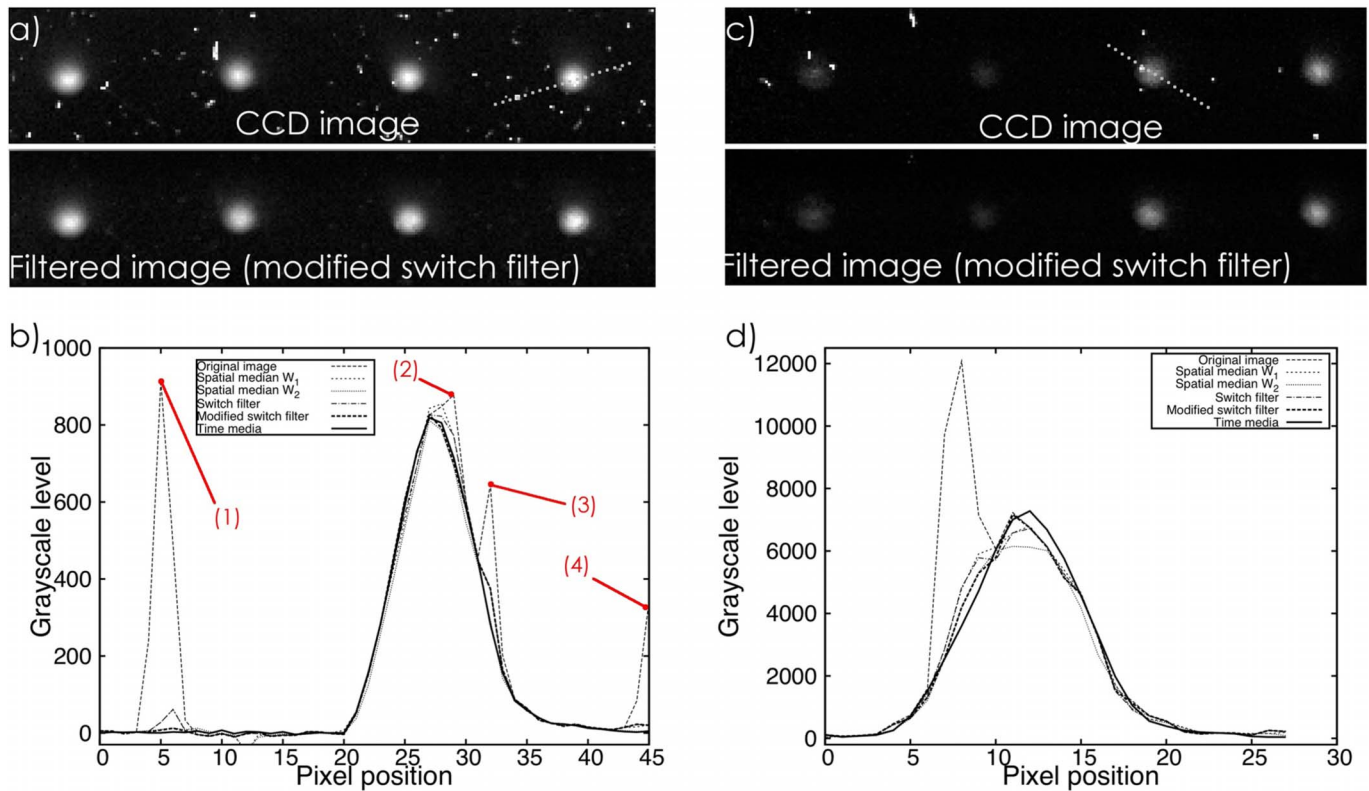 a)
CCD image
Filtered image (modified switch filter)
c)
CCD image
Filtered image (modified switch filter)
b)
1000
800
600
400
200
0
Grayscale level
Original image
Spatial median W1
Spatial median W2
Switch filter
Modified switch filter
Time media
(1)
(2)
(3)
(4)
0 5 10 15 20 25 30 35 40 45
Pixel position
d)
12000
10000
8000
6000
4000
2000
0
Grayscale level
Original image
Spatial median W1
Spatial median W2
Switch filter
Modified switch filter
Time media
0 5 10 15 20 25 30
Pixel position